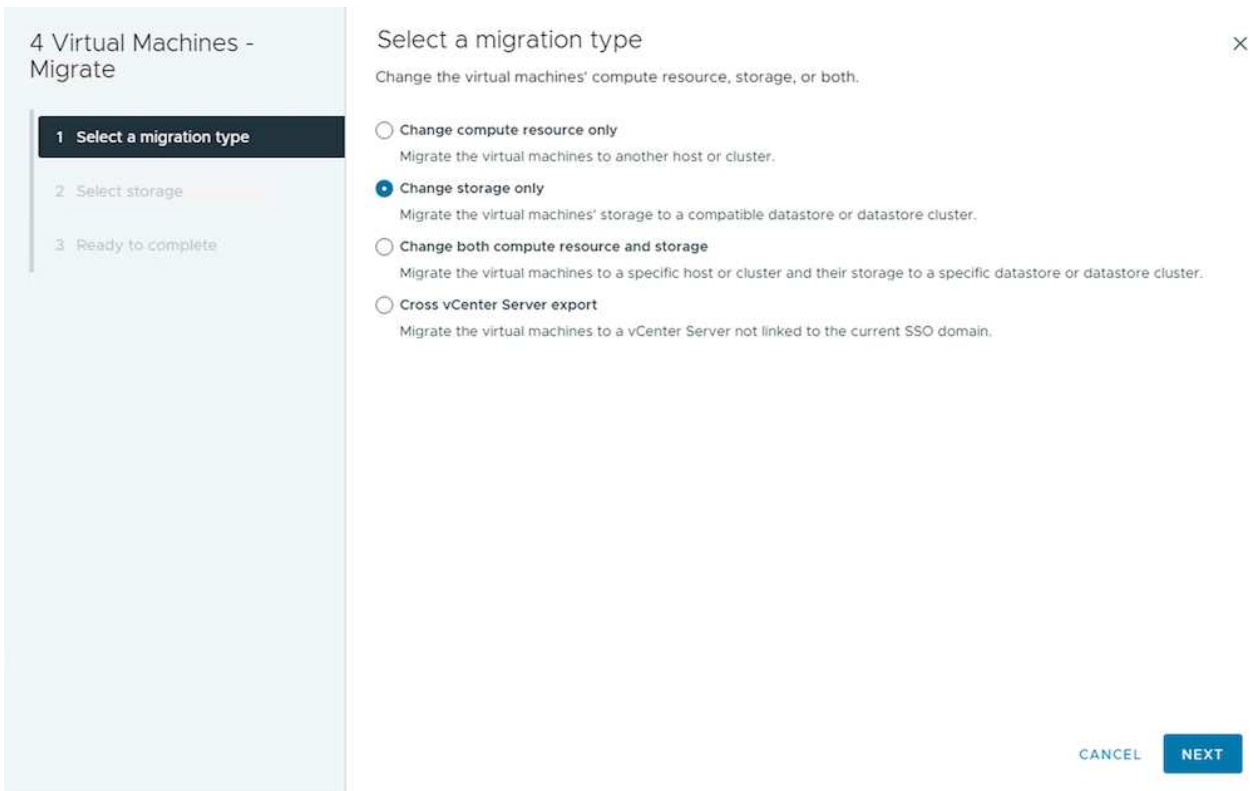 4 Virtual Machines -
Migrate
1 Select a migration type
2 Select storage
3 Ready to complete
Select a migration type
Change the virtual machines' compute resource, storage, or both.
Change compute resource only
Migrate the virtual machines to another host or cluster.
Change storage only
Migrate the virtual machines' storage to a compatible datastore or datastore cluster.
Change both compute resource and storage
Migrate the virtual machines to a specific host or cluster and their storage to a specific datastore or datastore cluster.
Cross vCenter Server export
Migrate the virtual machines to a vCenter Server not linked to the current SSO domain.
CANCEL
NEXT